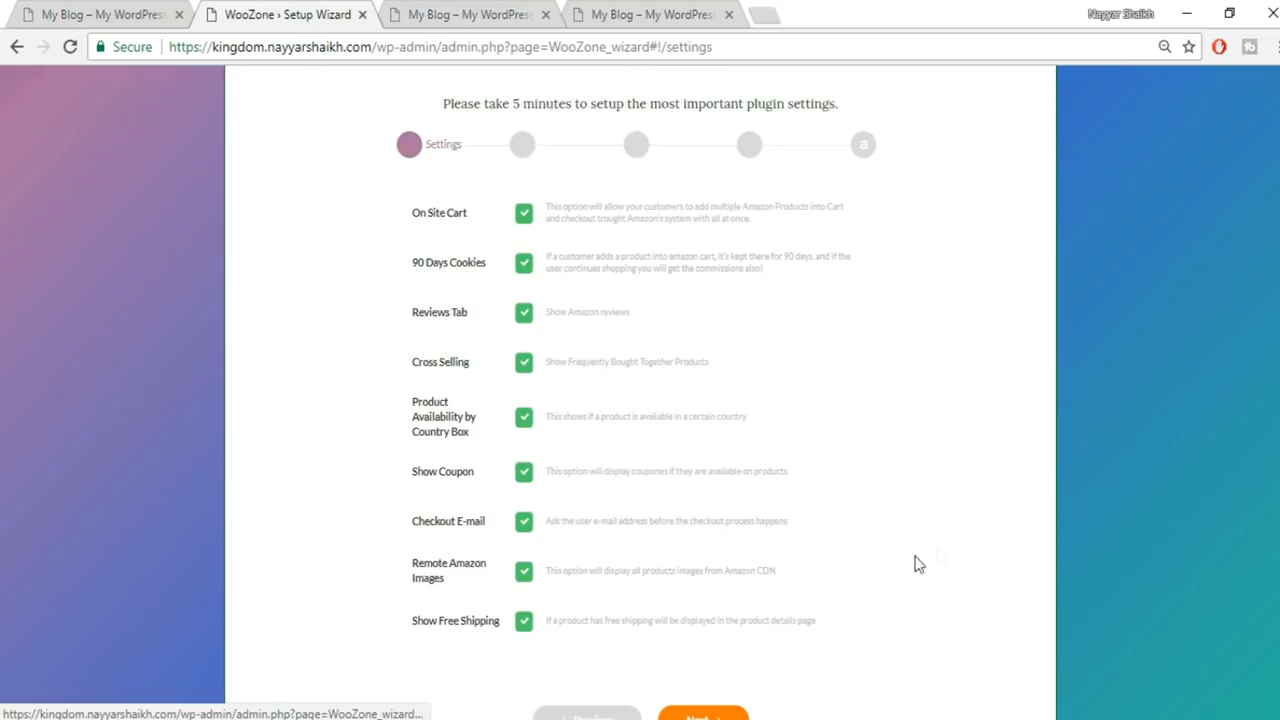 My Blog – My WordPress
WooZone › Setup Wizard
My Blog – My WordPress
My Blog – My WordPress
Nayyar Shaikh
Secure
https://kingdom.nayyarshaikh.com/wp-admin/admin.php?page=WooZone_wizard#!/settings
Please take 5 minutes to setup the most important plugin settings.
Settings
a
On Site Cart
This option will allow your customers to add multiple Amazon Products into Cart
and checkout trought Amazon's system with all at once.
90 Days Cookies
If a customer adds a product into amazon cart, it's kept there for 90 days, and if the
user continues shopping you will get the commissions also!
Reviews Tab
Show Amazon reviews
Cross Selling
Show Frequently Bought Together Products
Product
Availability by
Country Box
This shows if a product is available in a certain country
Show Coupon
This option will display coupones if they are available on products
Checkout E-mail
Ask the user e-mail address before the checkout process happens
Remote Amazon
Images
This option will display all products images from Amazon CDN
Show Free Shipping
If a product has free shipping will be displayed in the product details page
Previous
Next
https://kingdom.nayyarshaikh.com/wp-admin/admin.php?page=WooZone_wizard...